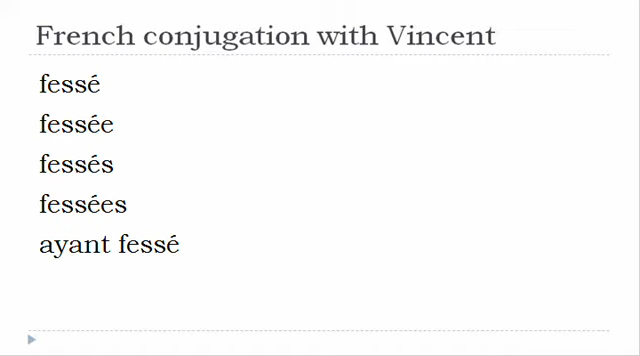 French conjugation with Vincent
fessé
fessée
fessés
fessées
ayant fessé